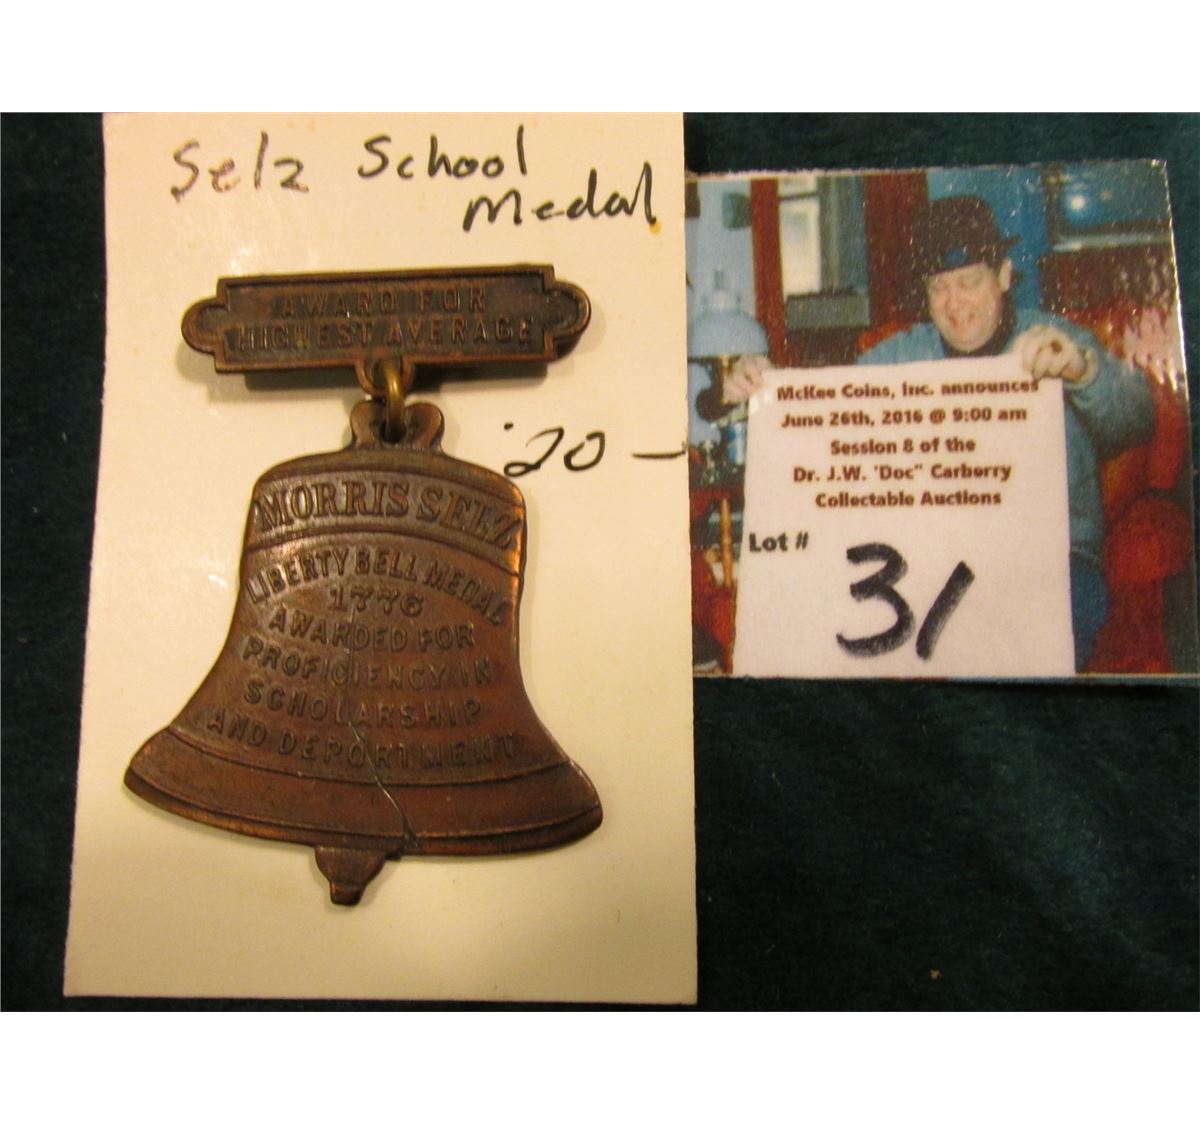 Selz School
Medal
AWARD FOR
HIGHEST AVERAGE
20 -
MORRIS SELZ
LIBERTY BELL MEDAL
1776
AWARDED FOR
PROFICIENCY IN
SCHOLARSHIP
AND DEPORTMENT
McKee Coins, Inc. announces
June 26th, 2016 @ 9:00 am
Session 8 of the
Dr. J.W. 'Doc" Carberry
Collectable Auctions
Lot #
31